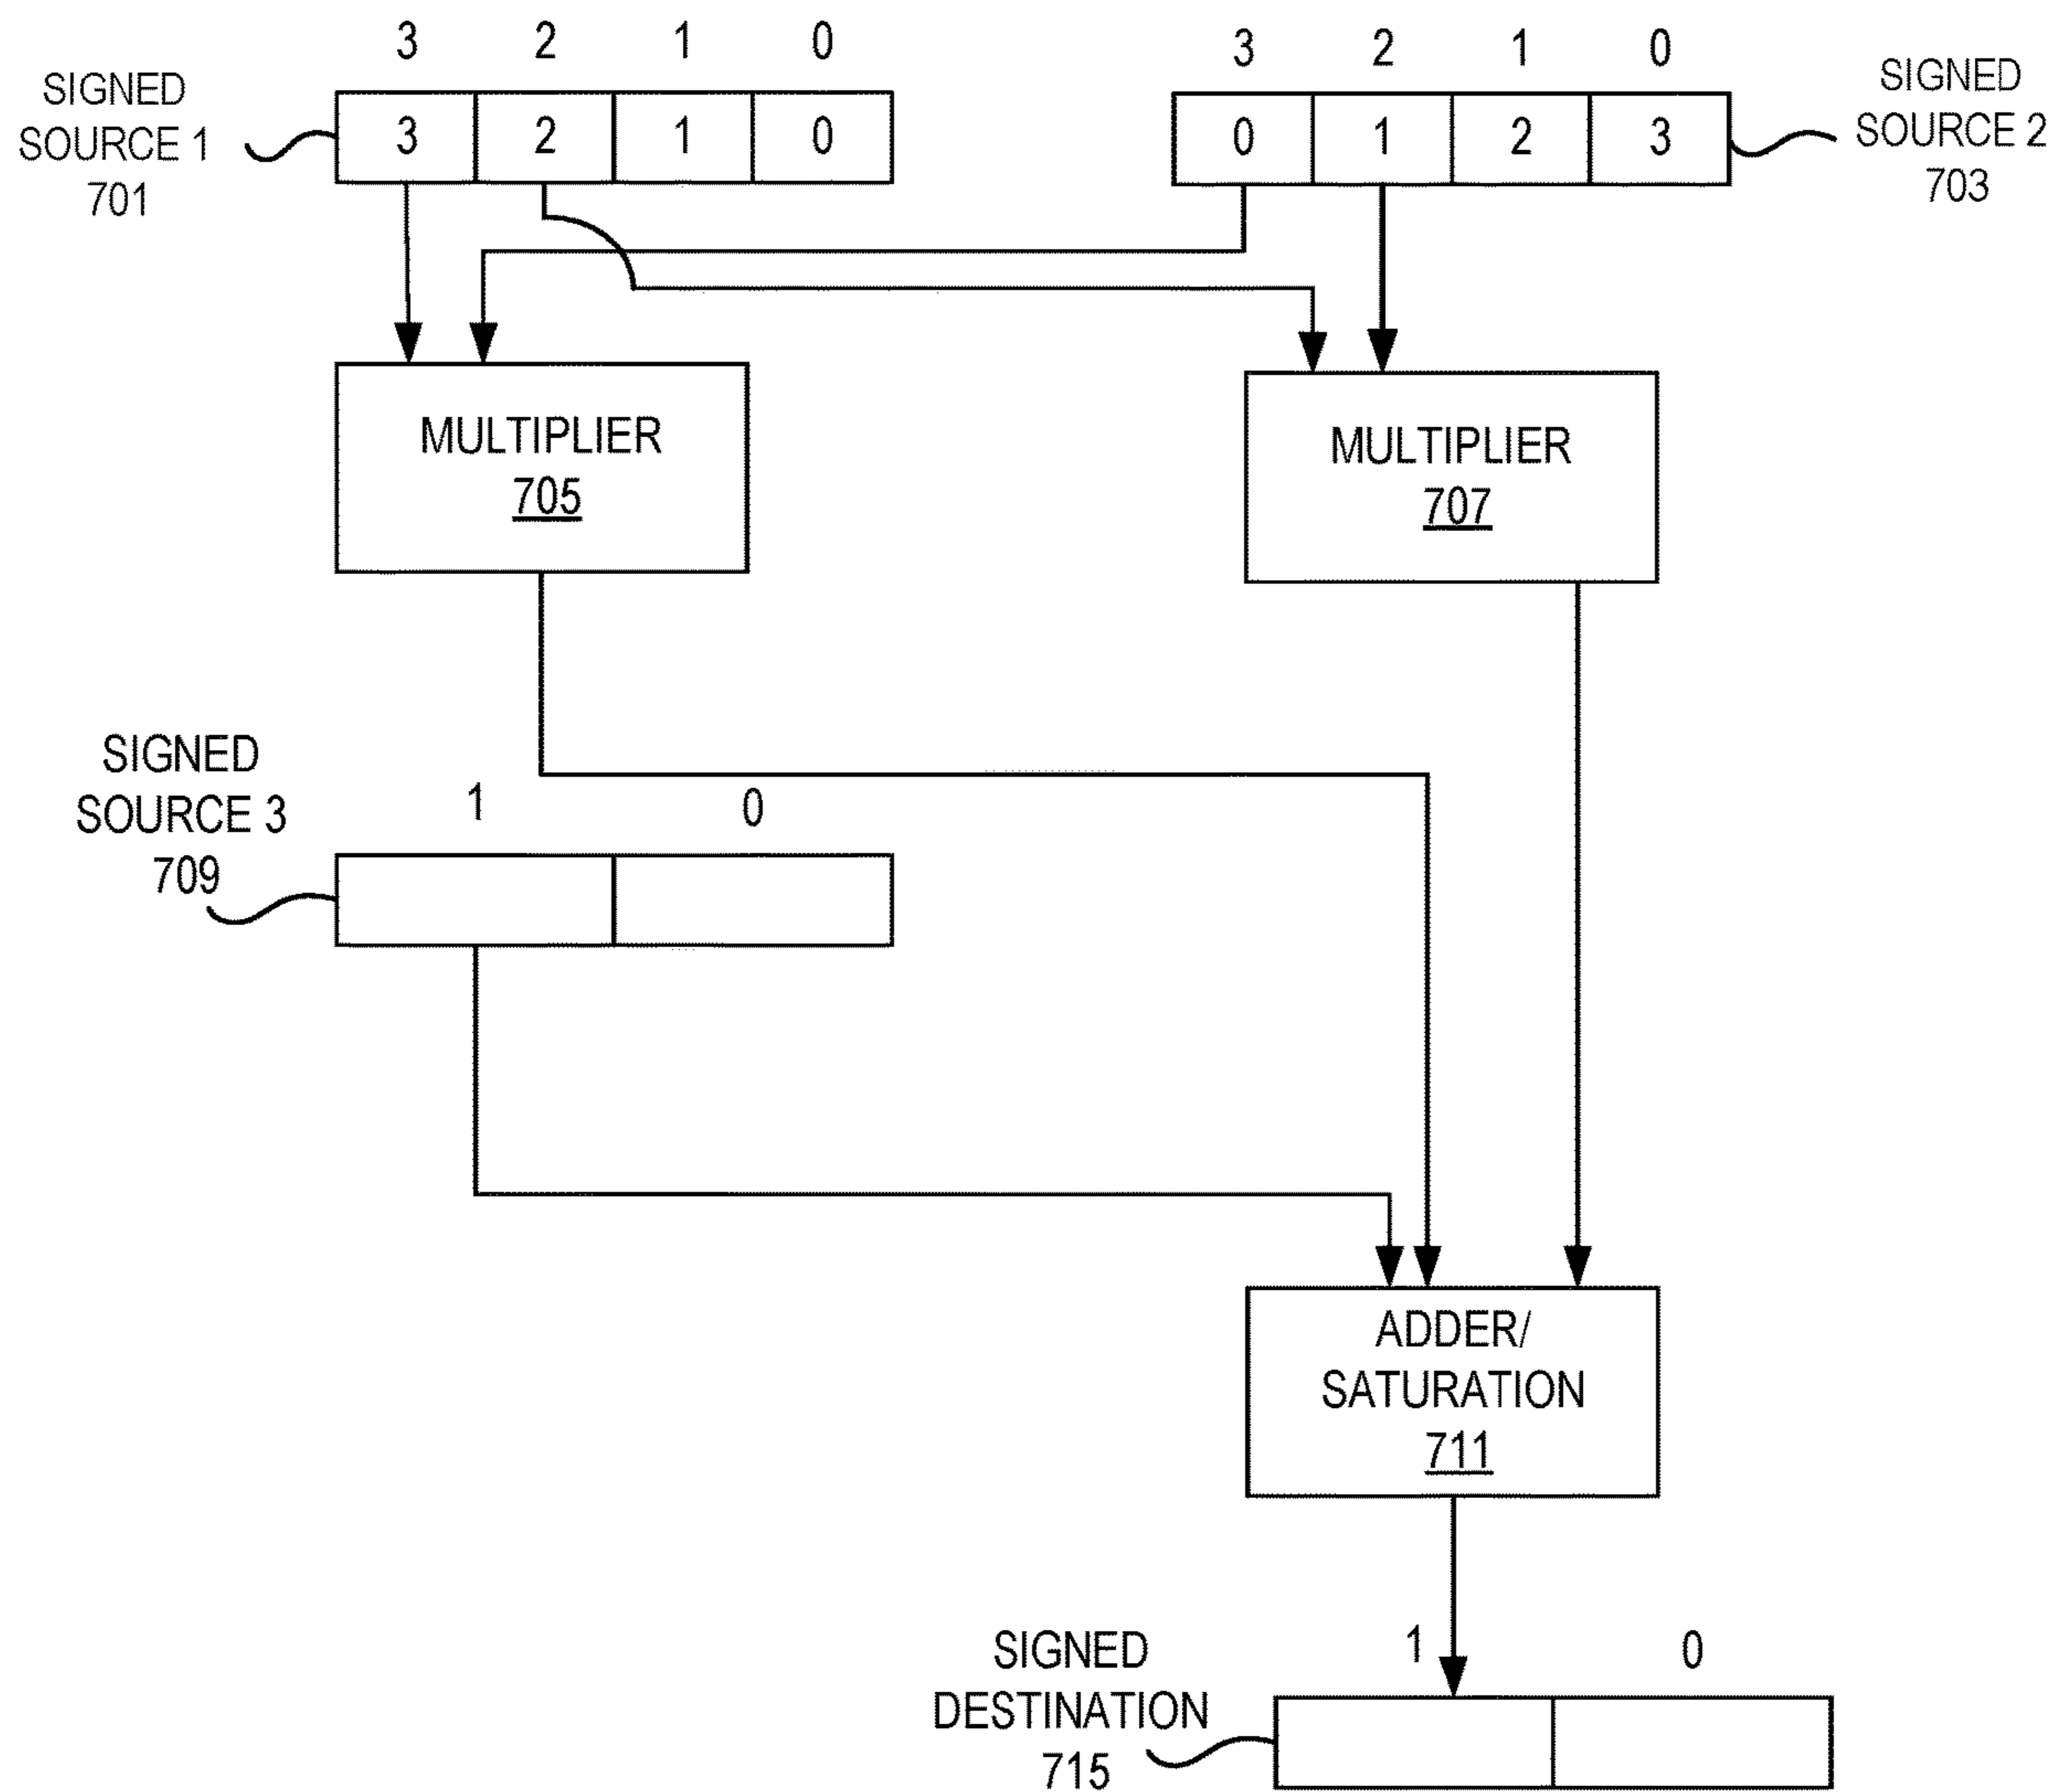 3 2 1 0
3 2 1 0
SIGNED
SOURCE 1
701
3 2 1 0
0 1 2 3
SIGNED
SOURCE 2
703
MULTIPLIER
705
MULTIPLIER
707
SIGNED
SOURCE 3
709
1 0
ADDER/
SATURATION
711
SIGNED
DESTINATION
715
1 0